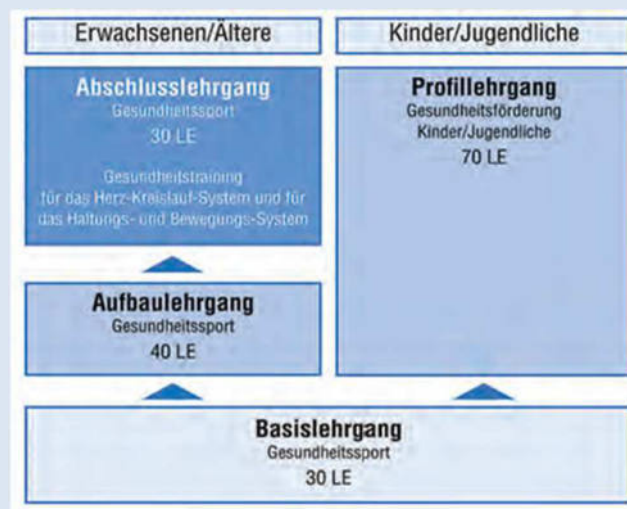 Erwachsenen/Ältere
Kinder/Jugendliche
Abschlusslehrgang
Gesundheitssport
30 LE
Gesundheitstraining
für das Herz-Kreislauf-System und für
das Haltungs- und Bewegungs-System
Profillehrgang
Gesundheitsförderung
Kinder/Jugendliche
70 LE
Aufbaulehrgang
Gesundheitssport
40 LE
Basislehrgang
Gesundheitssport
30 LE